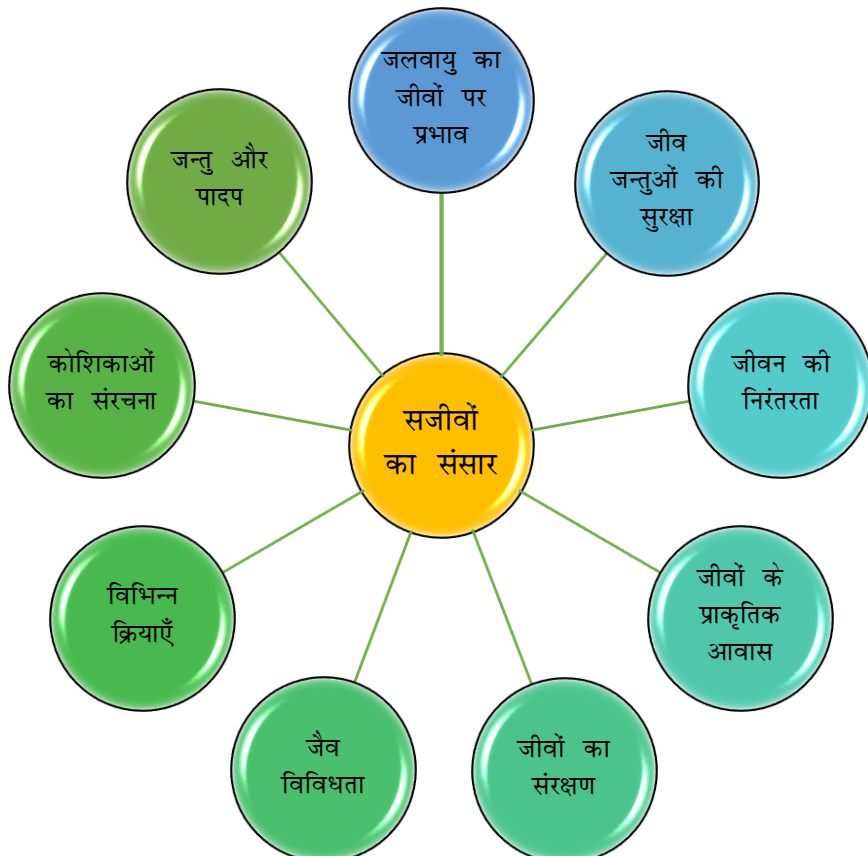 जलवायु का
जीवों पर
प्रभाव
जीव
जन्तुओं की
सुरक्षा
जीवन की
निरंतरता
जीवों के
प्राकृतिक
आवास
जीवों का
संरक्षण
जैव
विविधता
विभिन्न
क्रियाएँ
कोशिकाओं
का संरचना
जन्तु और
पादप
सजीवों
का संसार